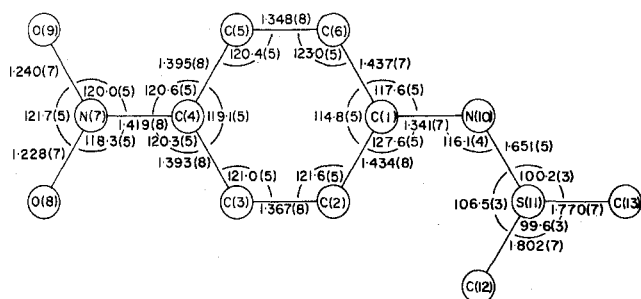 1·348(8)
O(9) C(5) C(6)
120·4(5) 123·0(5)
1·240(7) 1·395(8) 1·437(7)
120·0(5) 120·6(5) 117·6(5)
121·7(5) N(7) C(4) 119·1(5) 114·8(5) C(1) N(10)
1·419(8) 1·341(7)
118·3(5) 120·3(5) 127·6(5) 116·1(4)
1·228(7) 1·393(8) 1·434(8) 1·651(5)
121·0(5) 121·6(5) 100·2(3)
O(8) C(3) C(2) 106·5(3) S(11) C(13)
1·367(8) 1·770(7)
99·6(3)
1·802(7)
C(12)